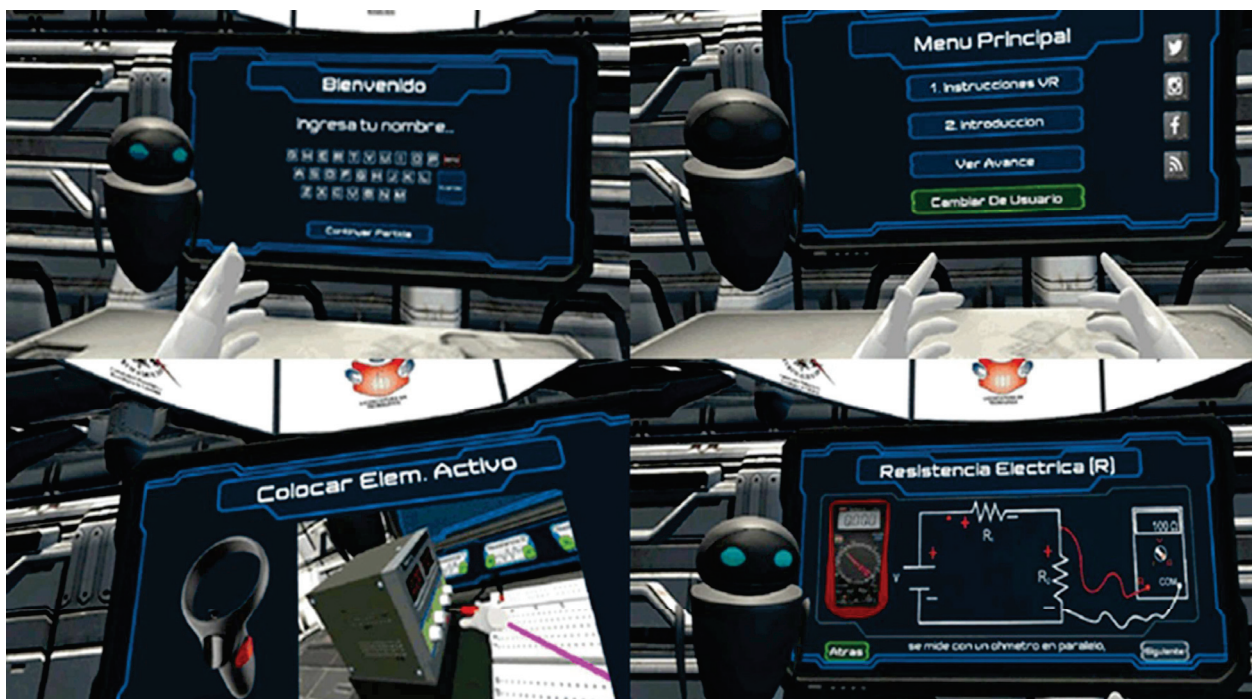 Bienvenido
Ingresa tu nombre...
Continuar Partida
Menu Principal
1. Instrucciones VR
2. Introduccion
Ver Avance
Cambiar De Usuario
Colocar Elem. Activo
Resistencia Electrica (R)
V
R
R
100 Ω
COM
se mide con un ohmetro en paralelo,
Atras
Siguiente